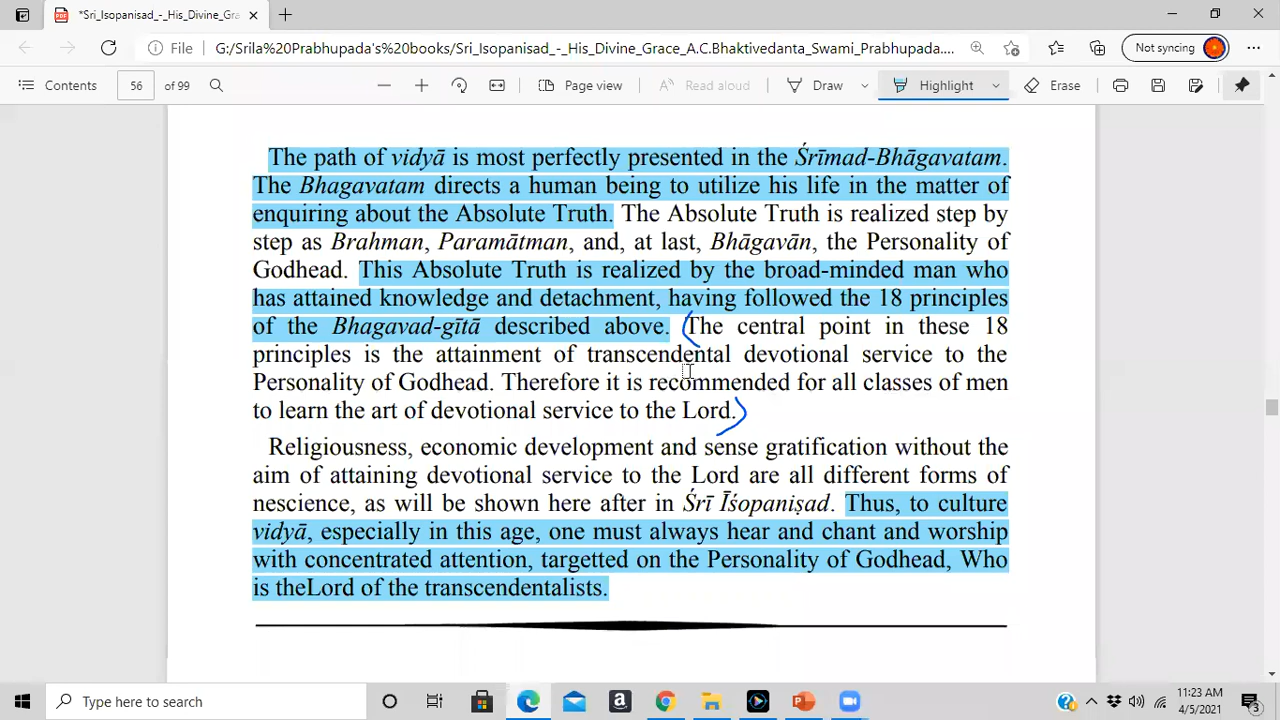 *Sri_Isopanisad_-_His_Divine_Gra
File G:/Srila%20Prabhupada's%20books/Sri_Isopanisad_-_His_Divine_Grace_A.C.Bhaktivedanta_Swami_Prabhupada.... Not syncing
Contents 56 of 99 Page view Read aloud Draw Highlight Erase
The path of vidyā is most perfectly presented in the Śrīmad-Bhāgavatam.
The Bhagavatam directs a human being to utilize his life in the matter of
enquiring about the Absolute Truth. The Absolute Truth is realized step by
step as Brahman, Paramātman, and, at last, Bhāgavān, the Personality of
Godhead. This Absolute Truth is realized by the broad-minded man who
has attained knowledge and detachment, having followed the 18 principles
of the Bhagavad-gītā described above. The central point in these 18
principles is the attainment of transcendental devotional service to the
Personality of Godhead. Therefore it is recommended for all classes of men
to learn the art of devotional service to the Lord.
Religiousness, economic development and sense gratification without the
aim of attaining devotional service to the Lord are all different forms of
nescience, as will be shown here after in Śrī Īśopaniṣad. Thus, to culture
vidyā, especially in this age, one must always hear and chant and worship
with concentrated attention, targetted on the Personality of Godhead, Who
is theLord of the transcendentalists.
Type here to search
11:23 AM
4/5/2021
3